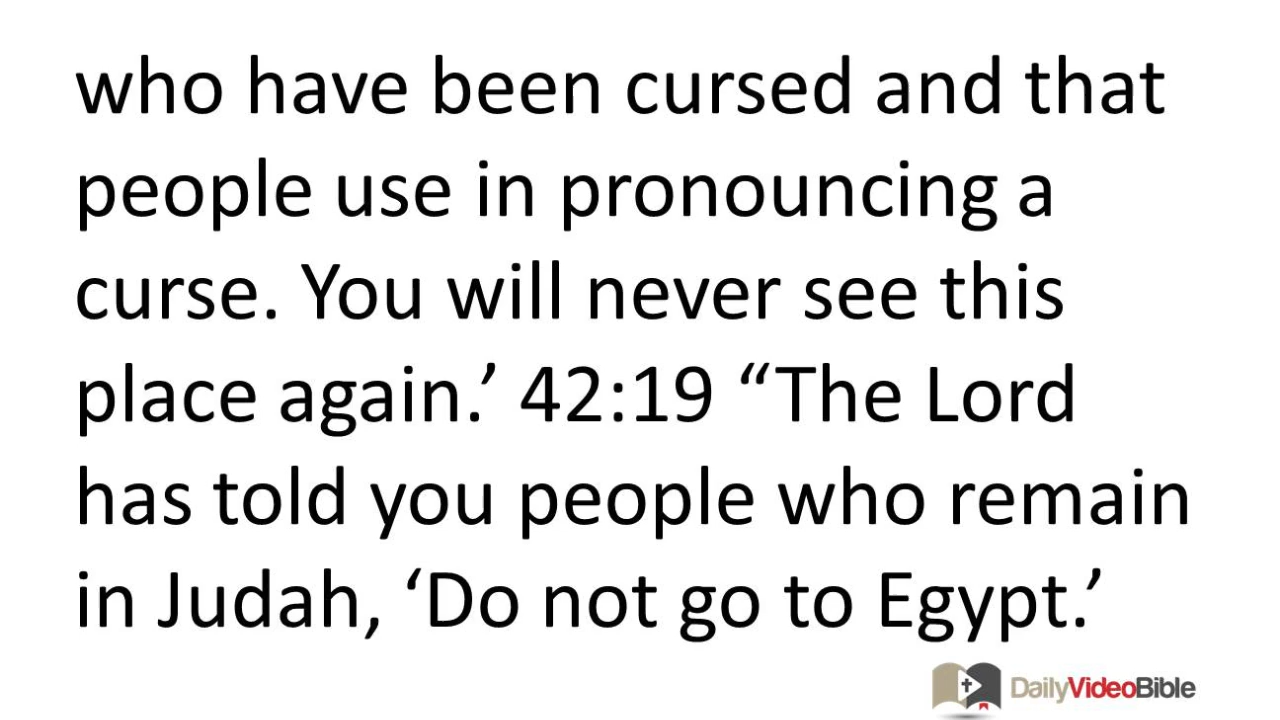 who have been cursed and that
people use in pronouncing a
curse. You will never see this
place again.’ 42:19 “The Lord
has told you people who remain
in Judah, ‘Do not go to Egypt.’
DailyVideoBible